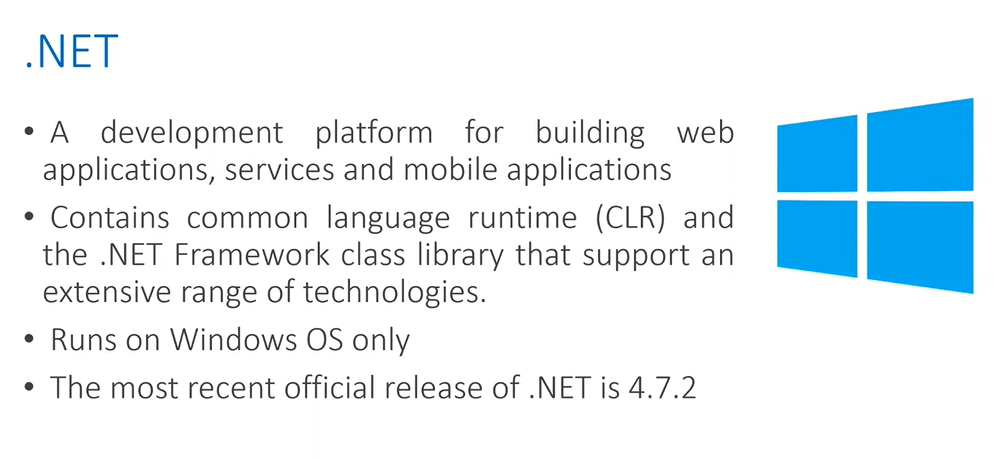 .NET
• A development platform for building web
applications, services and mobile applications
• Contains common language runtime (CLR) and
the .NET Framework class library that support an
extensive range of technologies.
• Runs on Windows OS only
• The most recent official release of .NET is 4.7.2